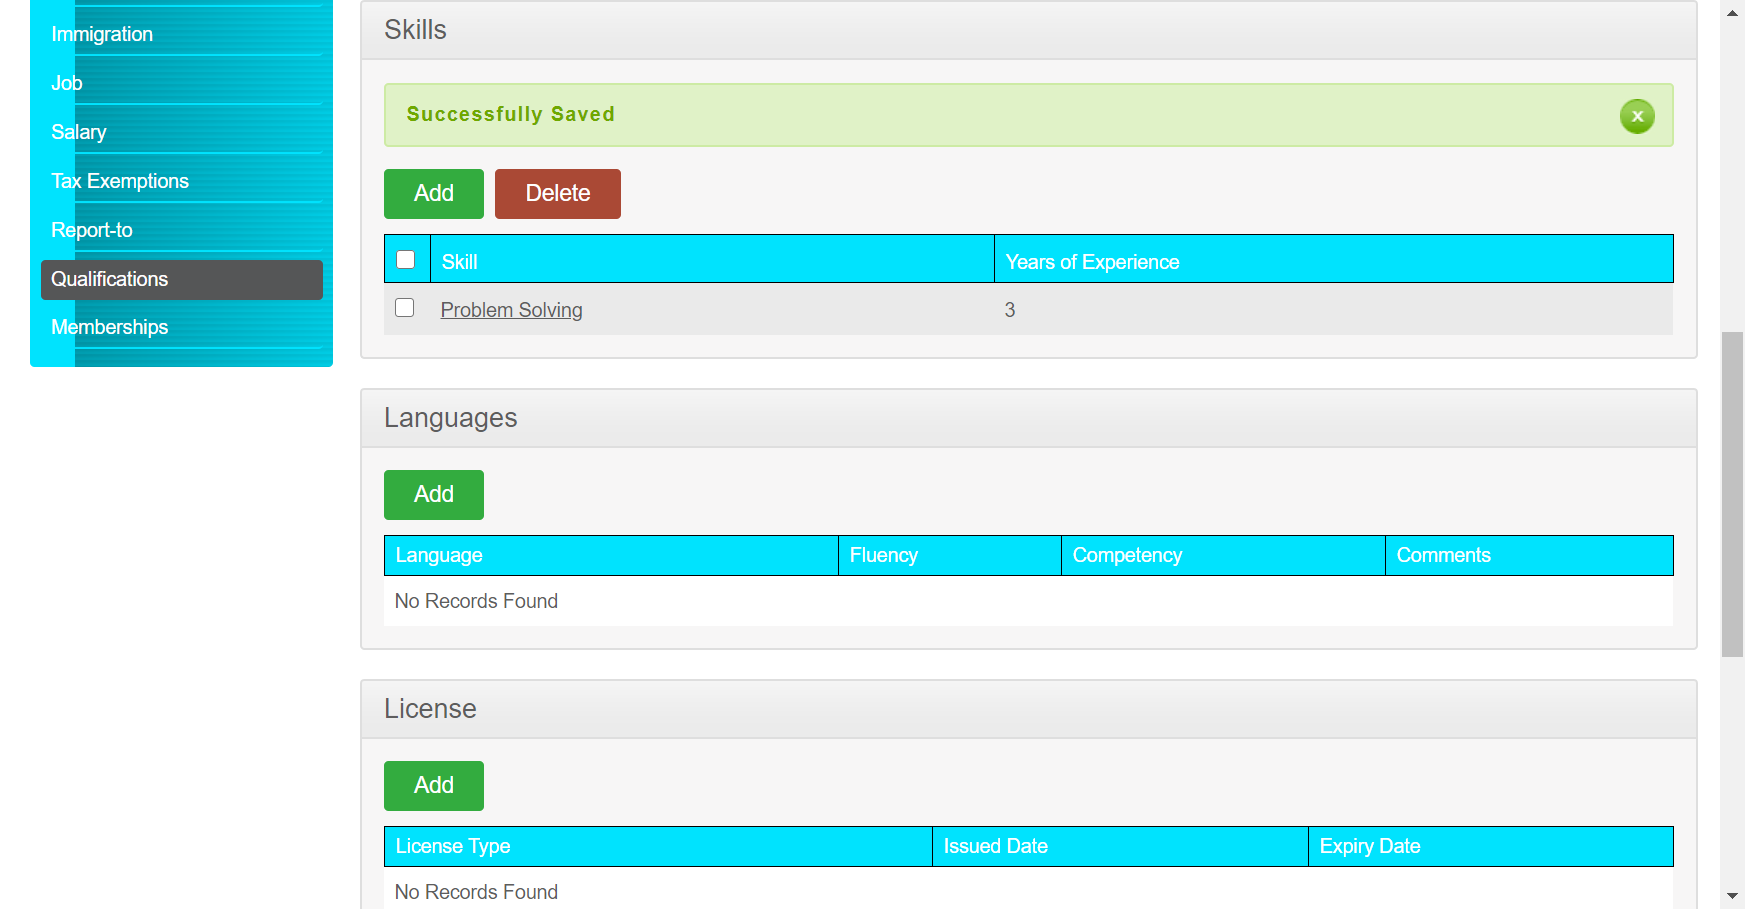 Immigration
Job
Salary
Tax Exemptions
Report-to
Qualifications
Memberships
Skills
Successfully Saved
x
Add Delete
Skill Years of Experience
Problem Solving 3
Languages
Add
Language Fluency Competency Comments
No Records Found
License
Add
License Type Issued Date Expiry Date
No Records Found